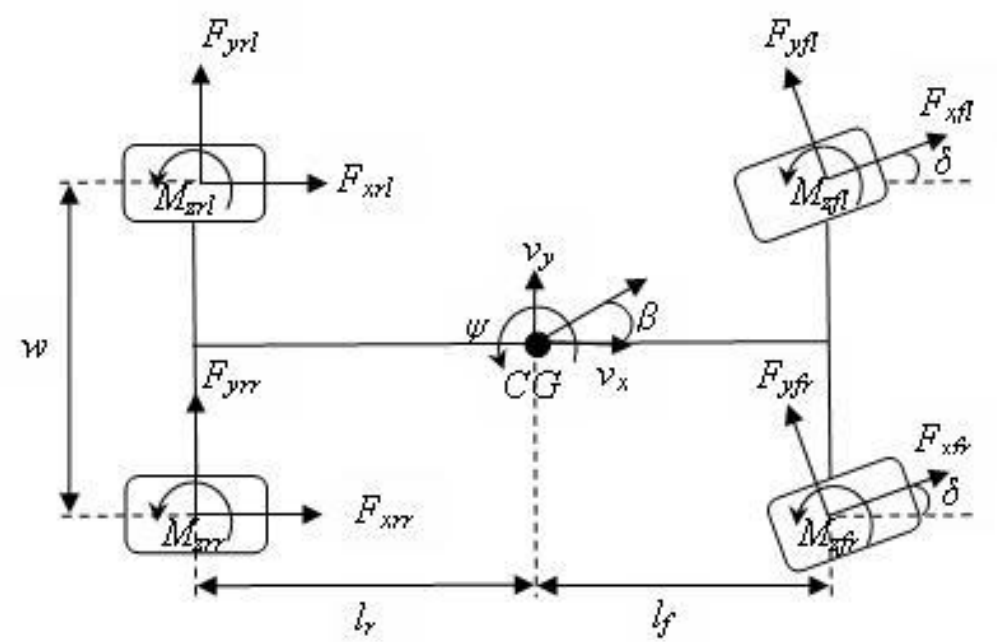 F_yrl
F_yfl
F_xfl
δ
F_xrl
M_zrl
M_zfl
v_y
β
ψ
w
v_x
CG
F_yrr
F_yfr
F_xfr
δ
F_xrr
M_zrr
M_zfr
l_r
l_f